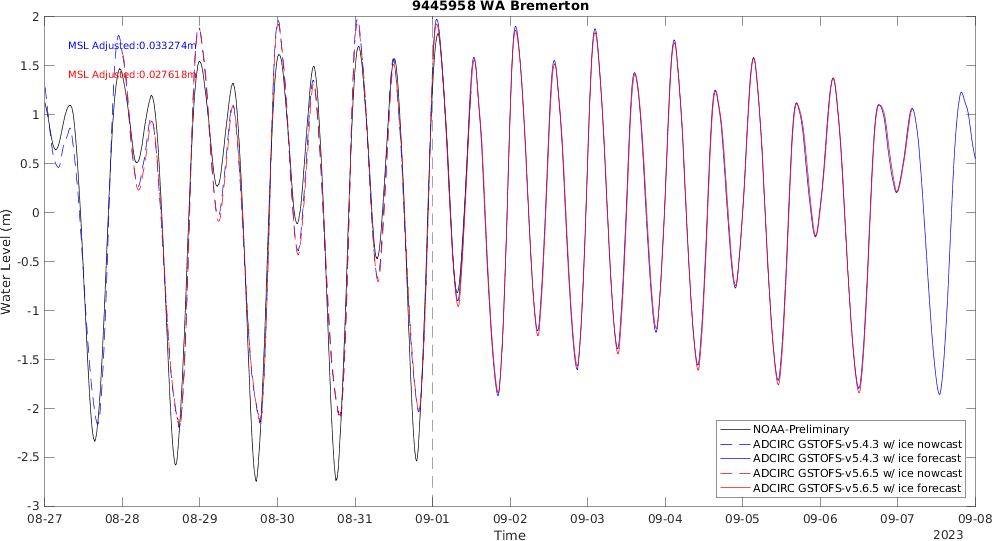 9445958 WA Bremerton
MSL Adjusted:0.033274m
MSL Adjusted:0.027618m
Water Level (m)
2
1.5
1
0.5
0
-0.5
-1
-1.5
-2
-2.5
-3
NOAA-Preliminary
ADCIRC GSTOFS-v5.4.3 w/ ice nowcast
ADCIRC GSTOFS-v5.4.3 w/ ice forecast
ADCIRC GSTOFS-v5.6.5 w/ ice nowcast
ADCIRC GSTOFS-v5.6.5 w/ ice forecast
08-27 08-28 08-29 08-30 08-31 09-01 09-02 09-03 09-04 09-05 09-06 09-07 09-08
Time
2023